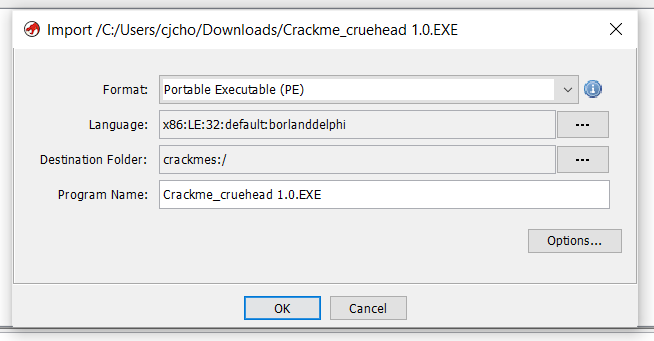 Import /C:/Users/cjcho/Downloads/Crackme_cruehead 1.0.EXE
Format: Portable Executable (PE)
Language: x86:LE:32:default:borlanddelphi
Destination Folder: crackmes:/
Program Name: Crackme_cruehead 1.0.EXE
Options...
OK Cancel